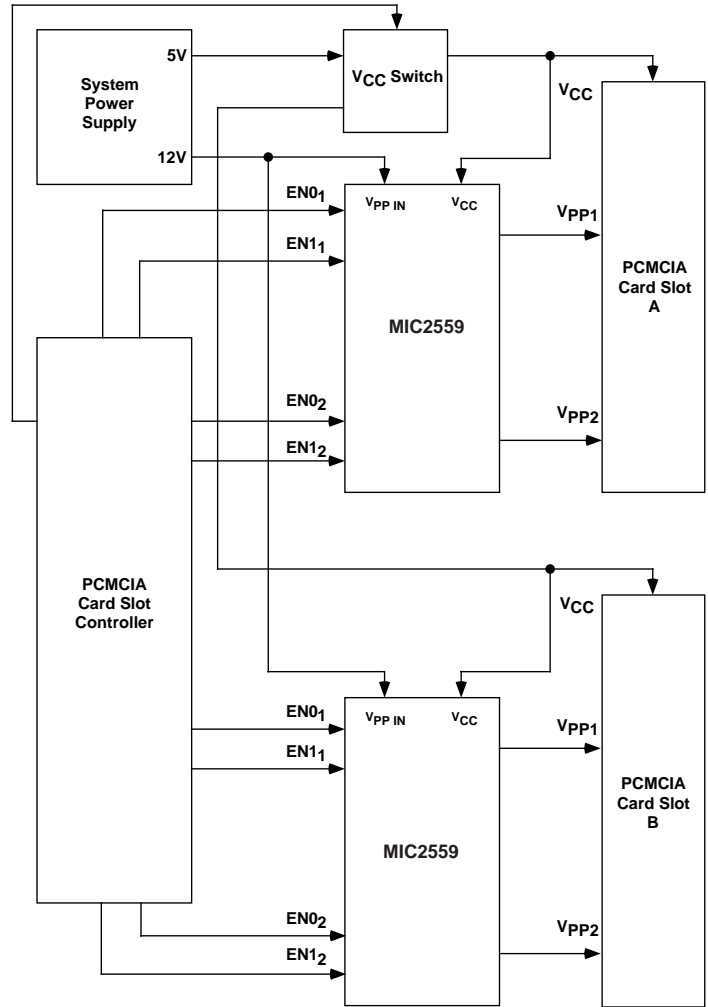 5V
System
Power
Supply
12V
VCC Switch
VCC
EN01
EN11
VPP IN
VCC
VPP1
MIC2559
PCMCIA
Card Slot
A
EN02
EN12
VPP2
PCMCIA
Card Slot
Controller
VCC
EN01
EN11
VPP IN
VCC
VPP1
MIC2559
PCMCIA
Card Slot
B
EN02
EN12
VPP2